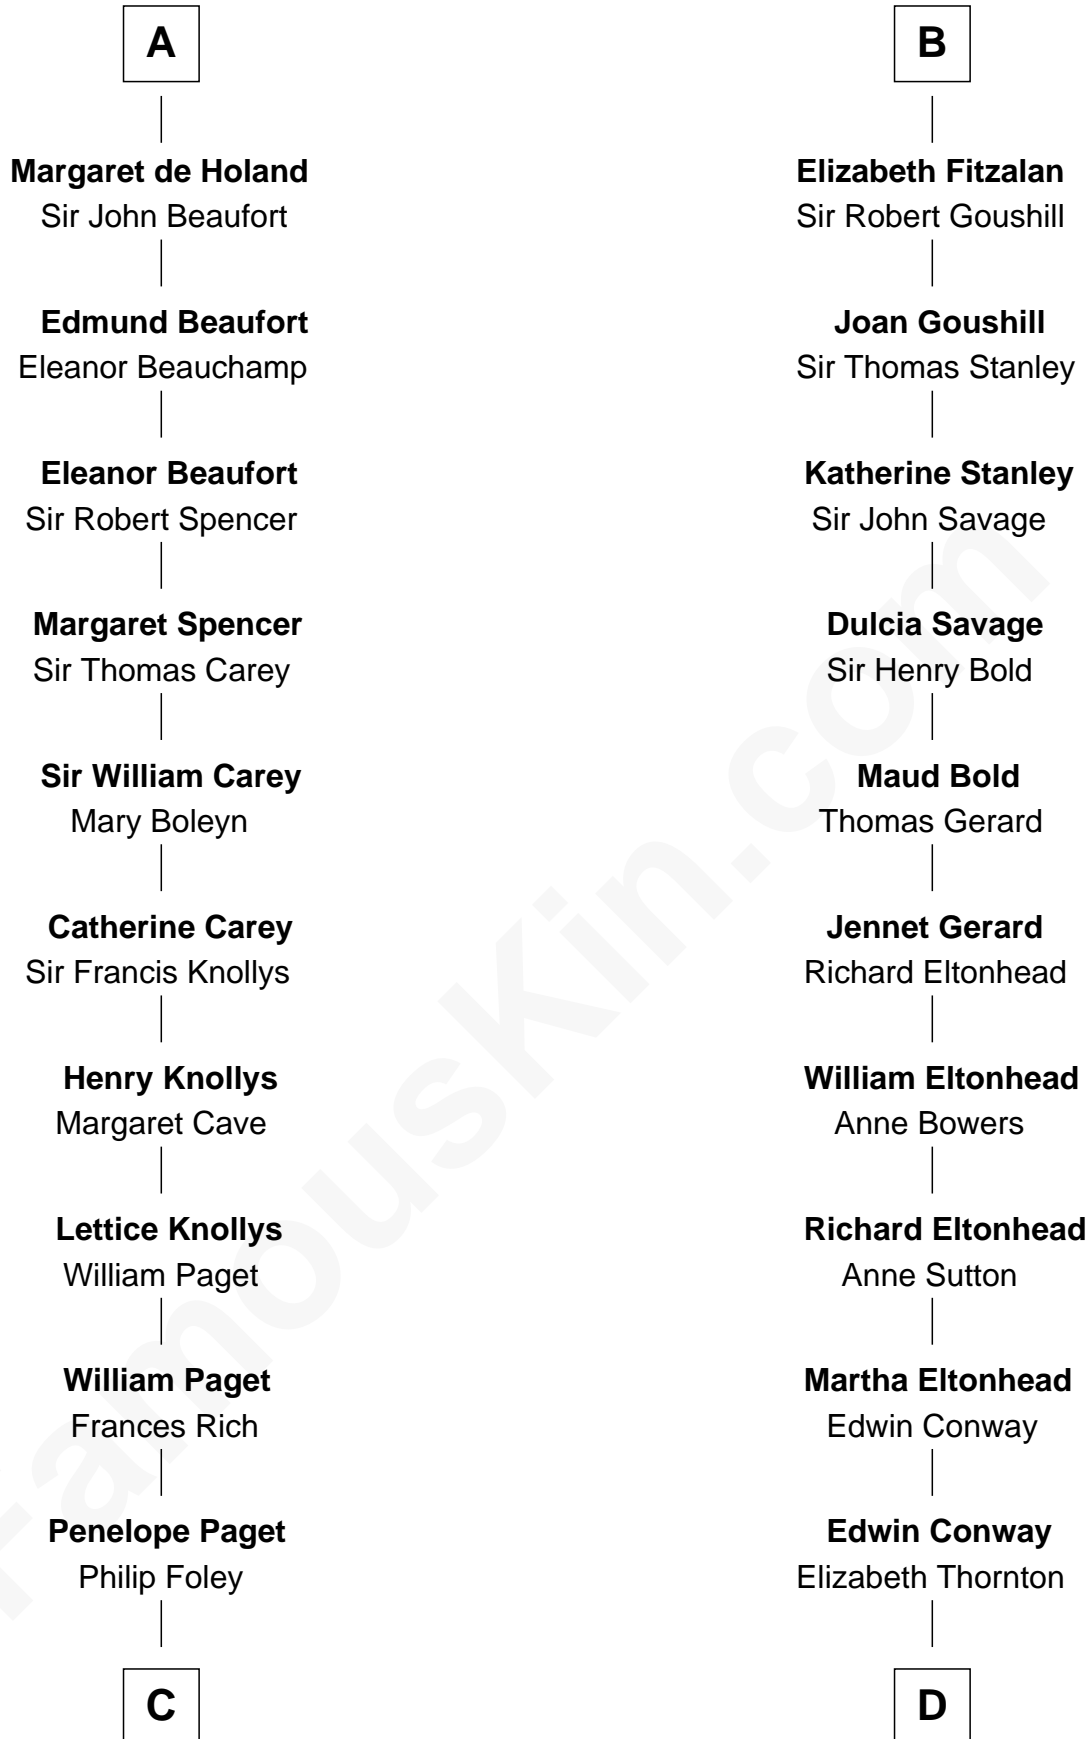 A
Margaret de Holand
Sir John Beaufort
Edmund Beaufort
Eleanor Beauchamp
Eleanor Beaufort
Sir Robert Spencer
Margaret Spencer
Sir Thomas Carey
Sir William Carey
Mary Boleyn
Catherine Carey
Sir Francis Knollys
Henry Knollys
Margaret Cave
Lettice Knollys
William Paget
William Paget
Frances Rich
Penelope Paget
Philip Foley
C
B
Elizabeth Fitzalan
Sir Robert Goushill
Joan Goushill
Sir Thomas Stanley
Katherine Stanley
Sir John Savage
Dulcia Savage
Sir Henry Bold
Maud Bold
Thomas Gerard
Jennet Gerard
Richard Eltonhead
William Eltonhead
Anne Bowers
Richard Eltonhead
Anne Sutton
Martha Eltonhead
Edwin Conway
Edwin Conway
Elizabeth Thornton
D
FamousKin.com